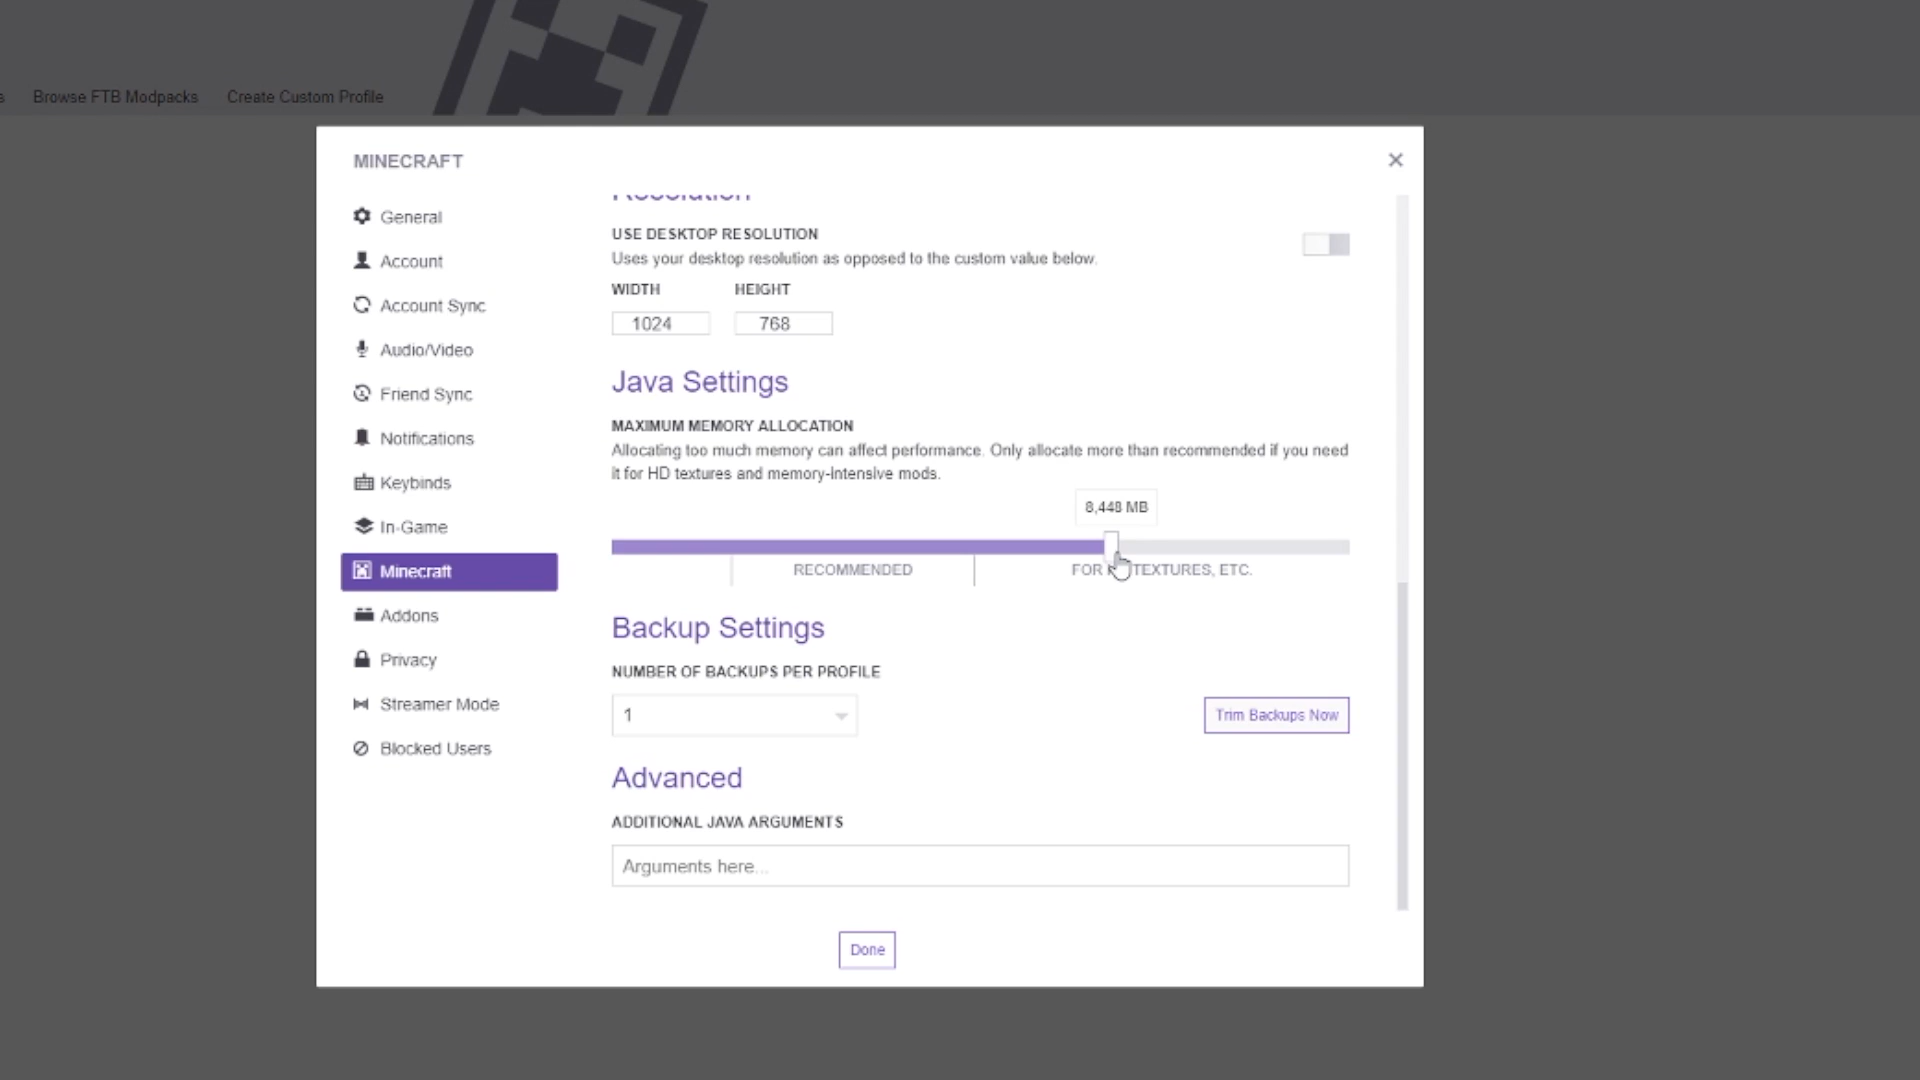 Browse FTB Modpacks
Create Custom Profile
MINECRAFT
General
Account
Account Sync
Audio/Video
Friend Sync
Notifications
Keybinds
In-Game
Minecraft
Addons
Privacy
Streamer Mode
Blocked Users
USE DESKTOP RESOLUTION
Uses your desktop resolution as opposed to the custom value below.
WIDTH HEIGHT
1024 768
Java Settings
MAXIMUM MEMORY ALLOCATION
Allocating too much memory can affect performance. Only allocate more than recommended if you need
it for HD textures and memory-intensive mods.
8,448 MB
RECOMMENDED
FOR TEXTURES, ETC.
Backup Settings
NUMBER OF BACKUPS PER PROFILE
1
Trim Backups Now
Advanced
ADDITIONAL JAVA ARGUMENTS
Arguments here...
Done